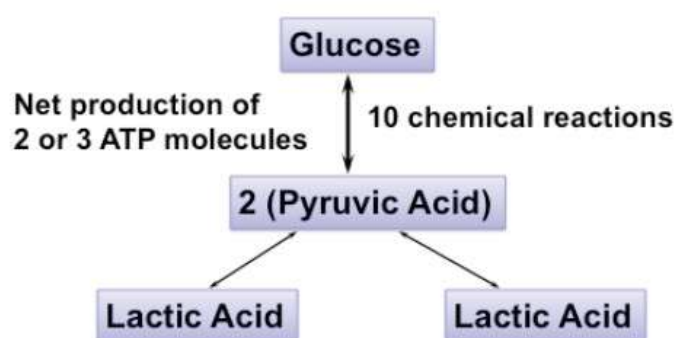 Glucose
Net production of
2 or 3 ATP molecules
10 chemical reactions
2 (Pyruvic Acid)
Lactic Acid
Lactic Acid